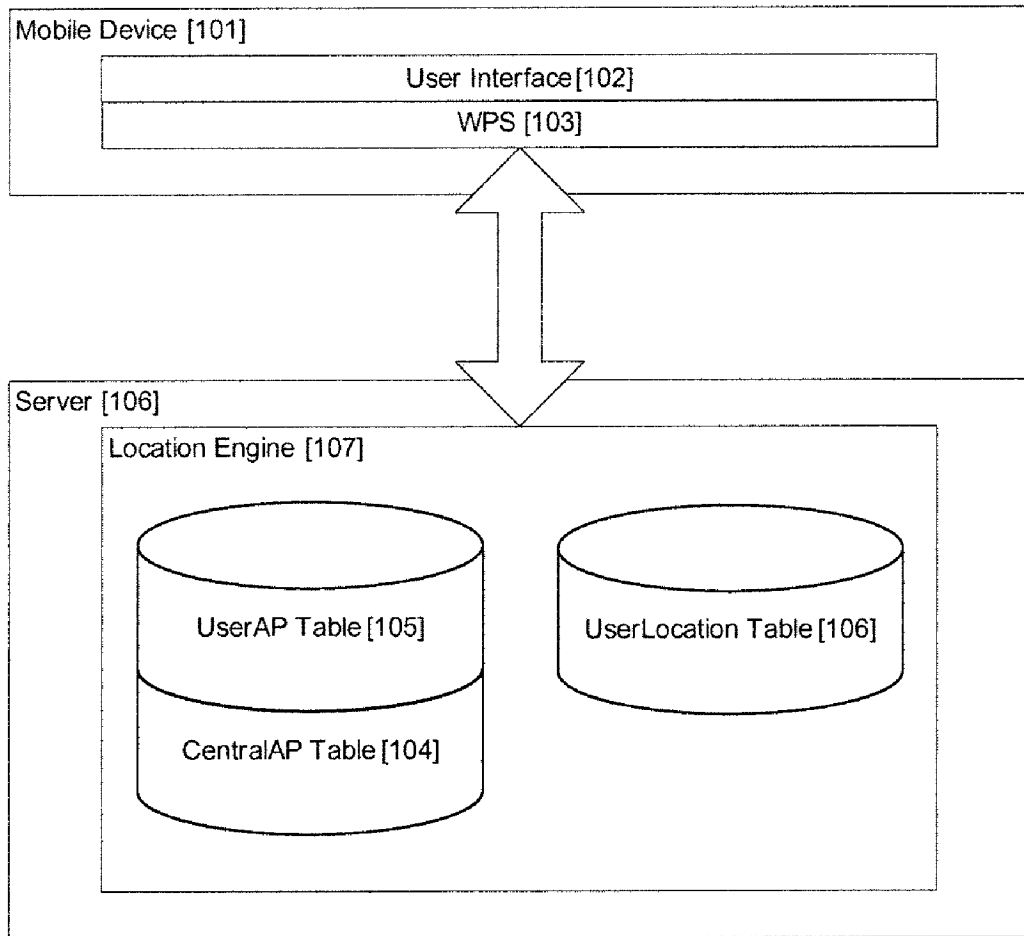 Mobile Device [101]
User Interface [102]
WPS [103]
Server [106]
Location Engine [107]
UserAP Table [105]
UserLocation Table [106]
CentralAP Table [104]